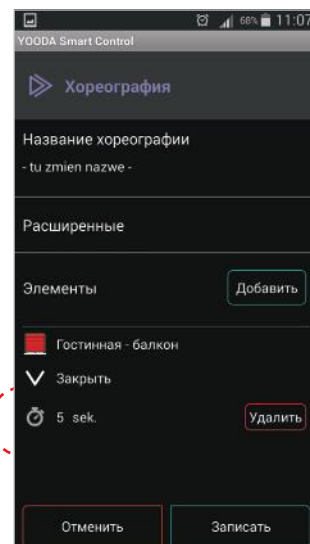 68% 11:07
YOODA Smart Control
Хореография
Название хореографии
- tu zmien nazwe -
Расширенные
Элементы Добавить
Гостинная - балкон
Закрыть
5 sek. Удалить
Отменить Записать